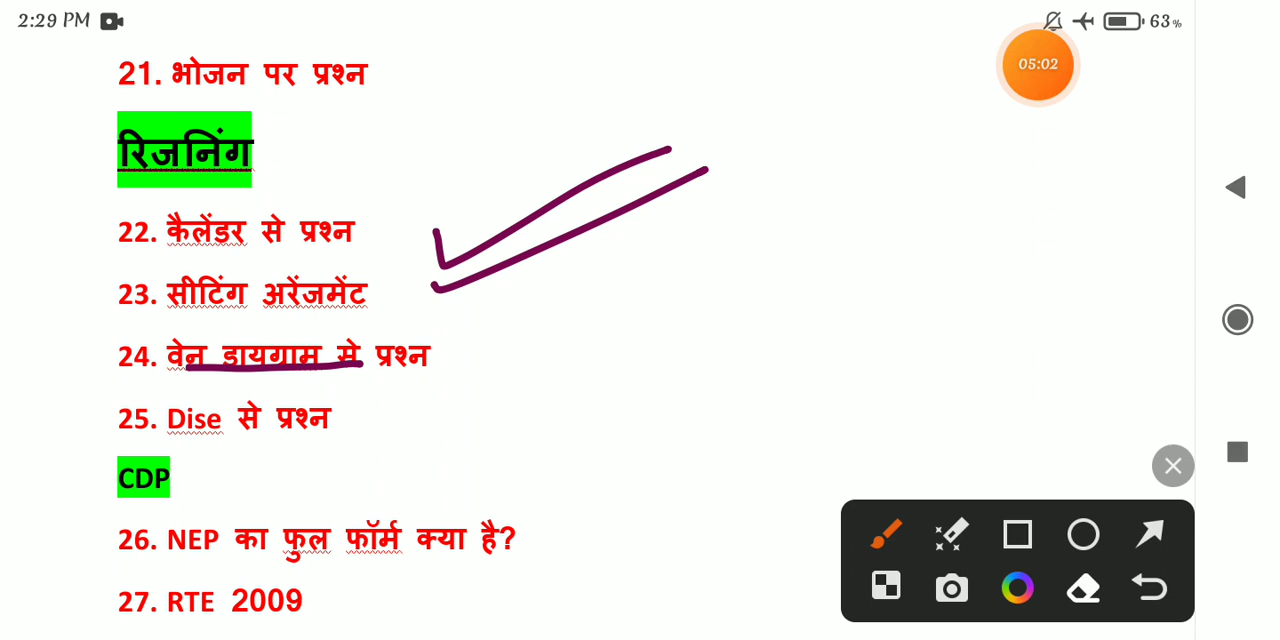 2:29 PM
63%
05:02
21. भोजन पर प्रश्न
रिजनिंग
22. कैलेंडर से प्रश्न
23. सीटिंग अरेंजमेंट
24. वेन डायग्राम से प्रश्न
25. Dise से प्रश्न
CDP
26. NEP का फुल फॉर्म क्या है?
27. RTE 2009